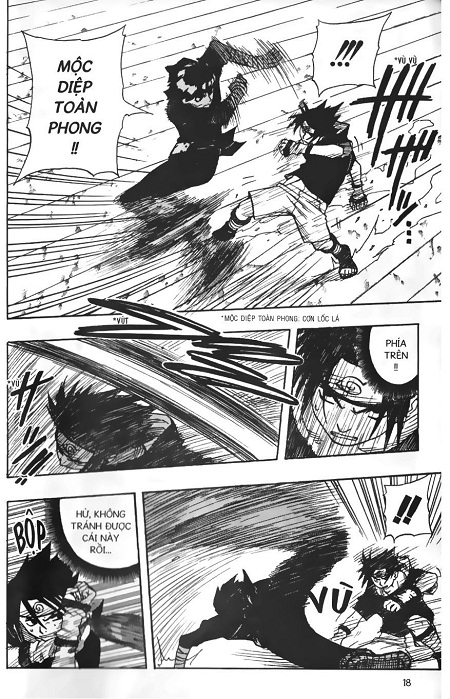 MỘC
DIỆP
TOÀN
PHONG
!!
!!!
*VÙ VÙ
*MỘC DIỆP TOÀN PHONG: CƠN LỐC LÁ
*VÚT
PHÍA
TRÊN
!!
*VÙ
HỪ, KHÔNG
TRÁNH ĐƯỢC
CÁI NÀY
RỒI...
BỐP
!!
VÙ
18